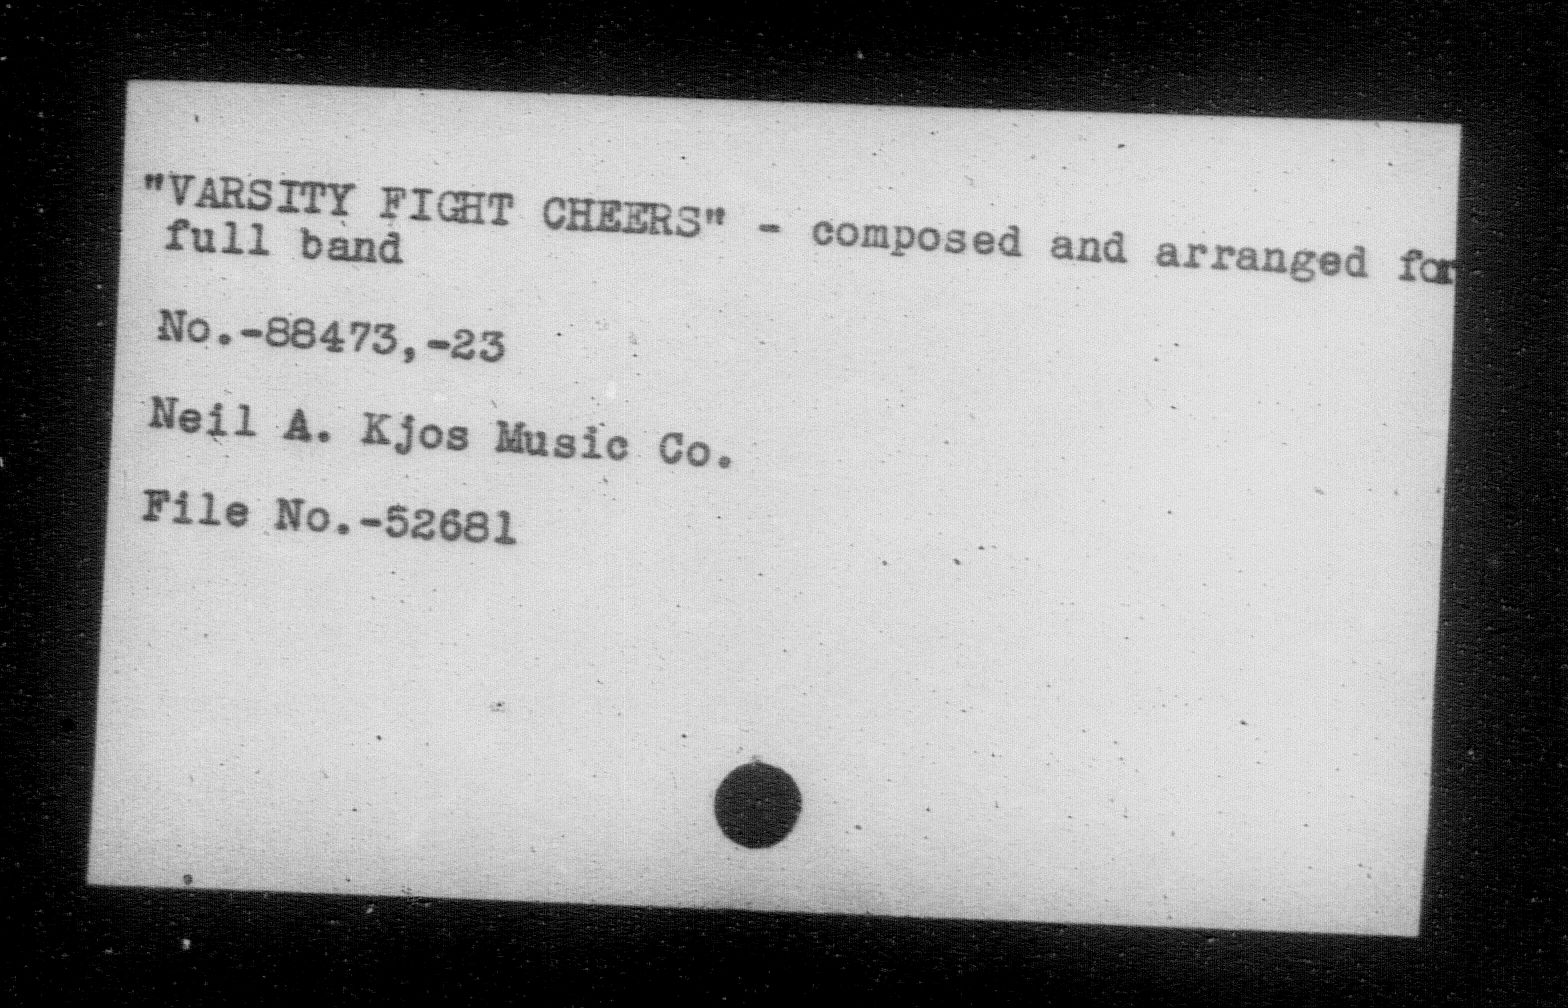 "VARSITY FIGHT CHEERS" - composed and arranged for
full band
No.-88473,-23
Neil A. Kjos Music Co.
File No.-52681